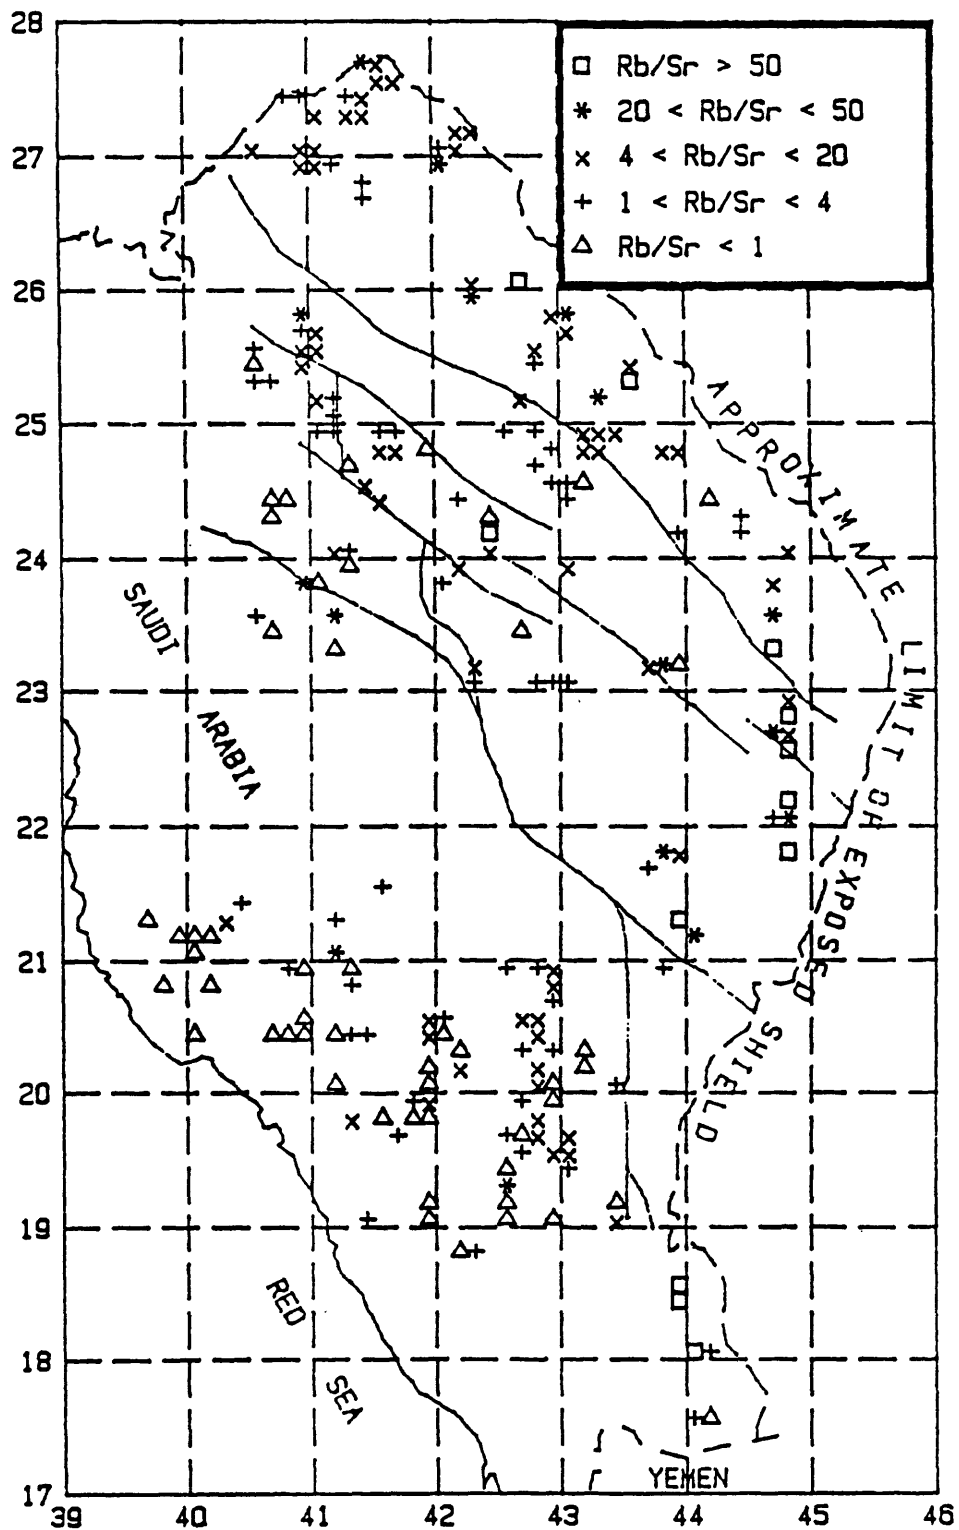 28
27
26
25
24
23
22
21
20
19
18
17
39 40 41 42 43 44 45 46
Rb/Sr > 50
20 < Rb/Sr < 50
4 < Rb/Sr < 20
1 < Rb/Sr < 4
Rb/Sr < 1
APPROXIMATE LIMIT OF EXPOSED SHIELD
SAUDI
ARABIA
RED
SEA
YEMEN